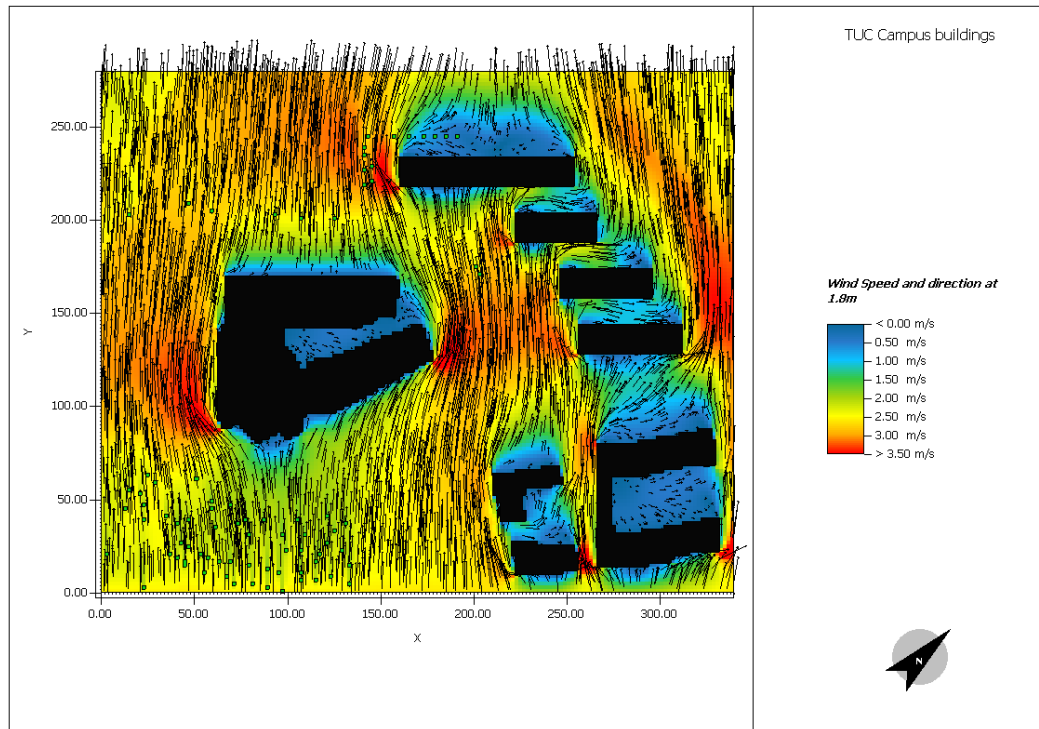 TUC Campus buildings
250.00
200.00
150.00
100.00
50.00
0.00
Y
0.00 50.00 100.00 150.00 200.00 250.00 300.00
X
Wind Speed and direction at
1.8m
< 0.00 m/s
0.50 m/s
1.00 m/s
1.50 m/s
2.00 m/s
2.50 m/s
3.00 m/s
> 3.50 m/s
N